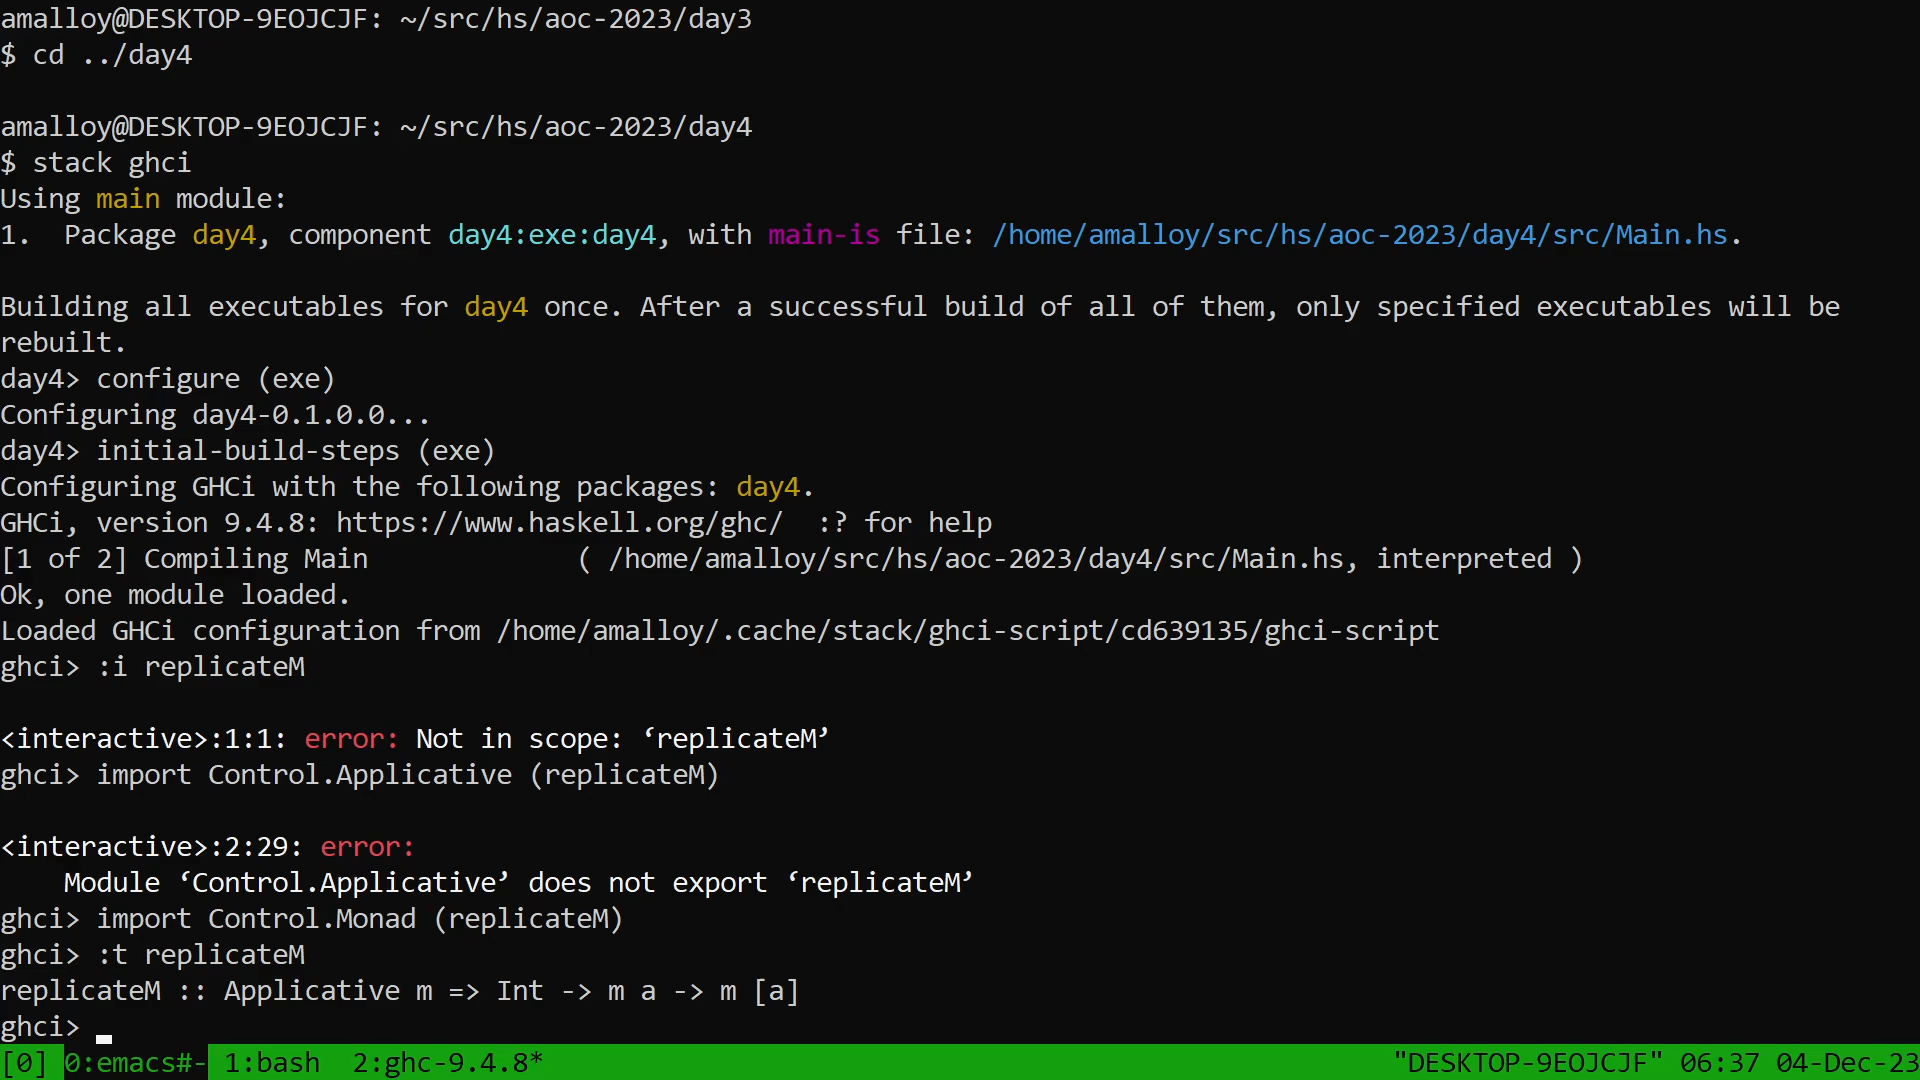 amalloy@DESKTOP-9EOJCJF: ~/src/hs/aoc-2023/day3
$ cd ../day4
amalloy@DESKTOP-9EOJCJF: ~/src/hs/aoc-2023/day4
$ stack ghci
Using main module:
1.  Package day4, component day4:exe:day4, with main-is file: /home/amalloy/src/hs/aoc-2023/day4/src/Main.hs.
Building all executables for day4 once. After a successful build of all of them, only specified executables will be
rebuilt.
day4> configure (exe)
Configuring day4-0.1.0.0...
day4> initial-build-steps (exe)
Configuring GHCi with the following packages: day4.
GHCi, version 9.4.8: https://www.haskell.org/ghc/  :? for help
[1 of 2] Compiling Main             ( /home/amalloy/src/hs/aoc-2023/day4/src/Main.hs, interpreted )
Ok, one module loaded.
Loaded GHCi configuration from /home/amalloy/.cache/stack/ghci-script/cd639135/ghci-script
ghci> :i replicateM
<interactive>:1:1: error: Not in scope: ‘replicateM’
ghci> import Control.Applicative (replicateM)
<interactive>:2:29: error:
    Module ‘Control.Applicative’ does not export ‘replicateM’
ghci> import Control.Monad (replicateM)
ghci> :t replicateM
replicateM :: Applicative m => Int -> m a -> m [a]
ghci>
[0] 0:emacs#- 1:bash  2:ghc-9.4.8* "DESKTOP-9EOJCJF" 06:37 04-Dec-23